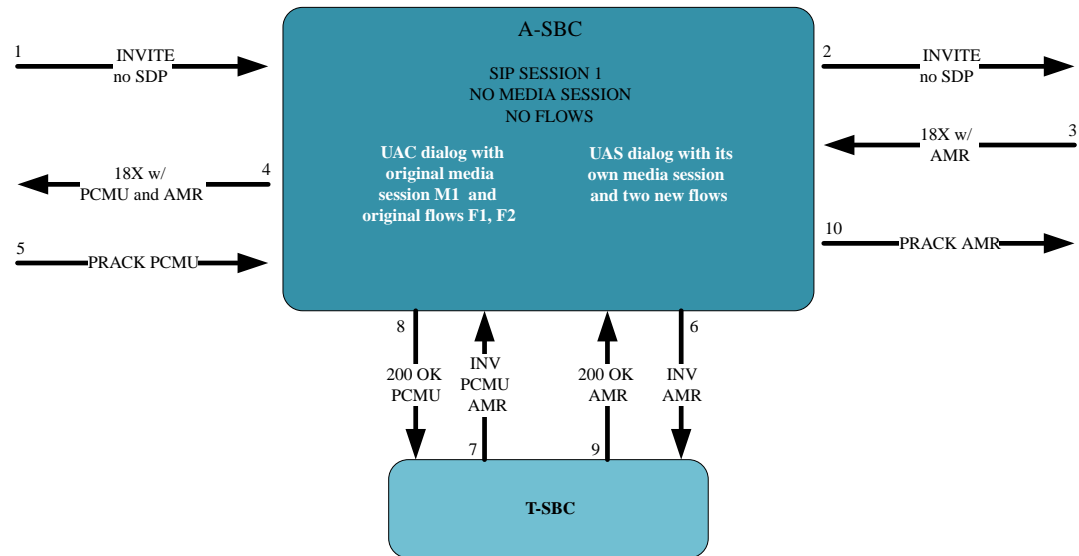 A-SBC
SIP SESSION 1
NO MEDIA SESSION
NO FLOWS
UAC dialog with
original media
session M1 and
original flows F1, F2
UAS dialog with its
own media session
and two new flows
1
INVITE
no SDP
2
INVITE
no SDP
3
18X w/
AMR
4
18X w/
PCMU and AMR
5
PRACK PCMU
10
PRACK AMR
8
200 OK
PCMU
INV
PCMU
AMR
7
200 OK
AMR
9
6
INV
AMR
T-SBC